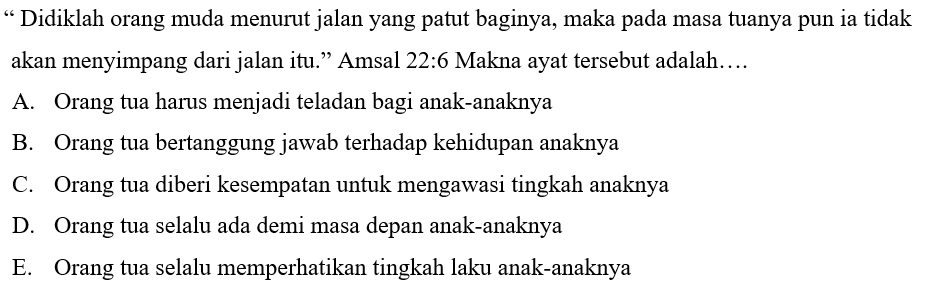 “ Didiklah orang muda menurut jalan yang patut baginya, maka pada masa tuanya pun ia tidak
akan menyimpang dari jalan itu.” Amsal 22:6 Makna ayat tersebut adalah….
A. Orang tua harus menjadi teladan bagi anak-anaknya
B. Orang tua bertanggung jawab terhadap kehidupan anaknya
C. Orang tua diberi kesempatan untuk mengawasi tingkah anaknya
D. Orang tua selalu ada demi masa depan anak-anaknya
E. Orang tua selalu memperhatikan tingkah laku anak-anaknya